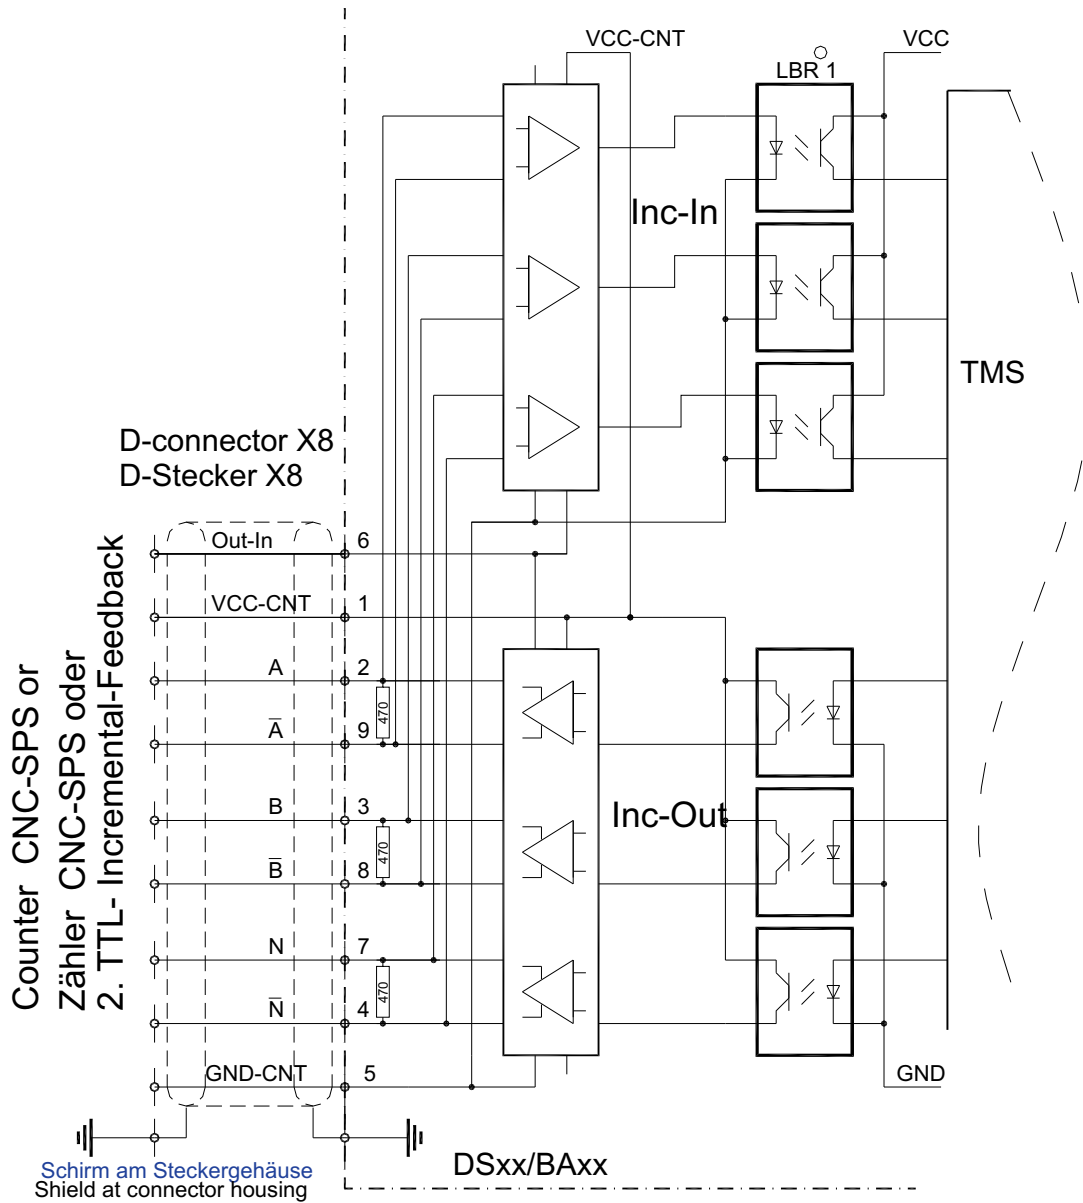 VCC-CNT
VCC
LBR 1
Inc-In
TMS
D-connector X8
D-Stecker X8
Out-In 6
VCC-CNT 1
A 2
470
A̅ 9
B 3
470
B̅ 8
N 7
470
N̅ 4
GND-CNT 5
Inc-Out
GND
Counter CNC-SPS or
Zähler CNC-SPS oder
2. TTL- Incremental-Feedback
DSxx/BAxx
Schirm am Steckergehäuse
Shield at connector housing